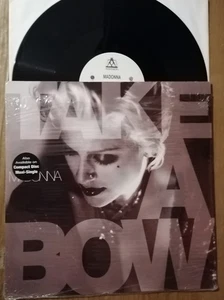 MADONNA
TAKE
A
BOW
Also
Available on
Compact Disc
Maxi-Single
MADONNA